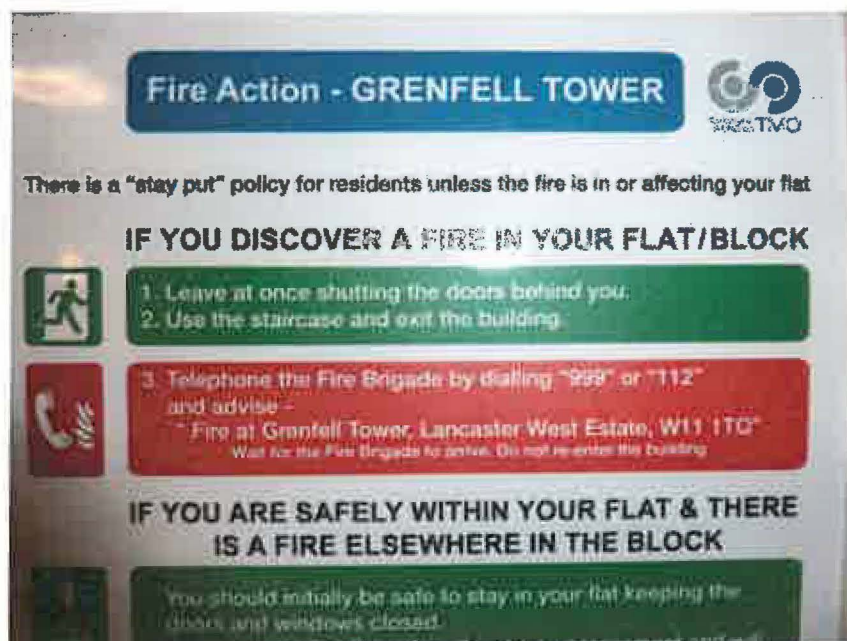 Fire Action - GRENFELL TOWER
TMO
There is a "stay put" policy for residents unless the fire is in or affecting your flat
IF YOU DISCOVER A FIRE IN YOUR FLAT/BLOCK
1. Leave at once shutting the doors behind you.
2. Use the staircase and exit the building.
3. Telephone the Fire Brigade by dialling "999" or "112"
and advise -
" Fire at Grenfell Tower, Lancaster West Estate, W11 1TQ"
Wait for the Fire Brigade to arrive. Do not re-enter the building
IF YOU ARE SAFELY WITHIN YOUR FLAT & THERE
IS A FIRE ELSEWHERE IN THE BLOCK
You should initially be safe to stay in your flat keeping the
doors and windows closed.